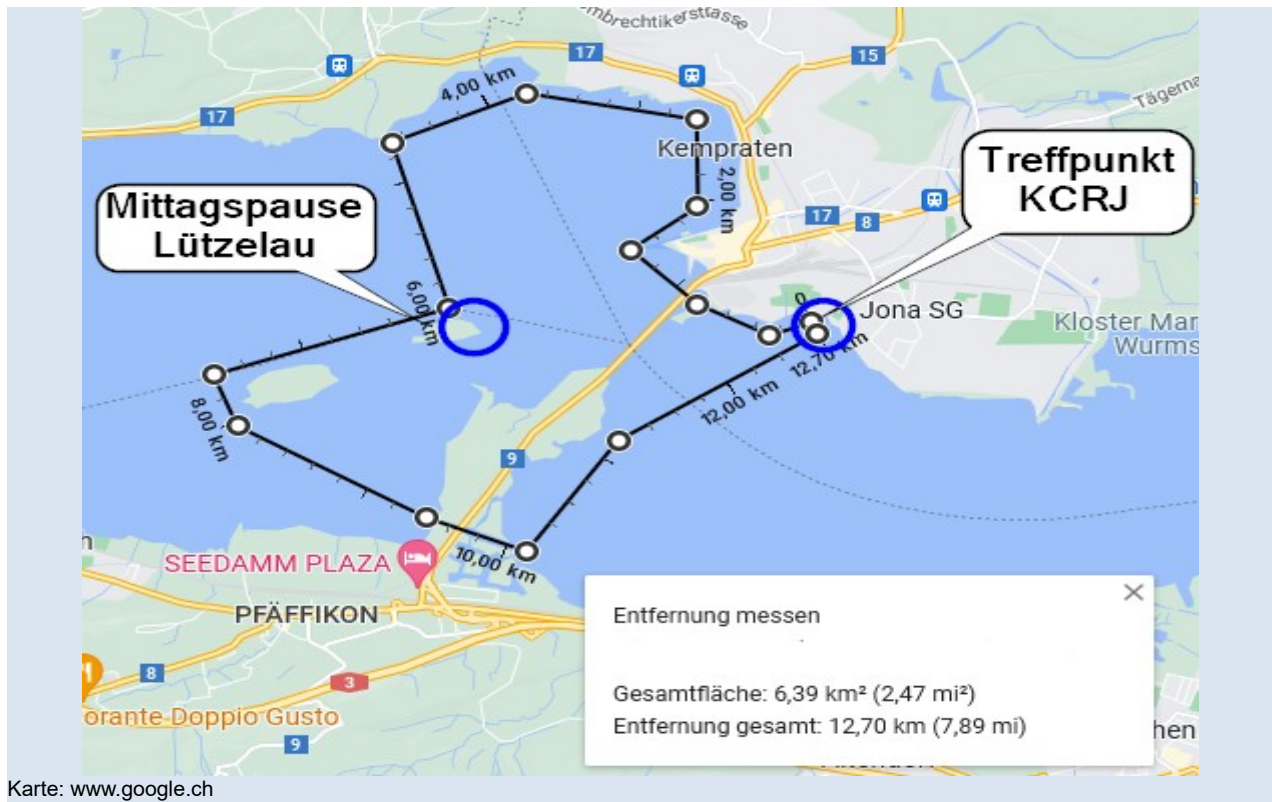 17
15
4,00 km
17
Kempraten
2,00 km
Treffpunkt
KCRJ
Mittagspause
Lützelau
17
8
6,00 km
0
Jona SG
12,70 km
Kloster Mar
Wurms
8,00 km
12,00 km
9
10,00 km
SEEDAMM PLAZA
PFÄFFIKON
8
3
orante Doppio Gusto
9
Entfernung messen
Gesamtfläche: 6,39 km² (2,47 mi²)
Entfernung gesamt: 12,70 km (7,89 mi)
hen
Karte: www.google.ch